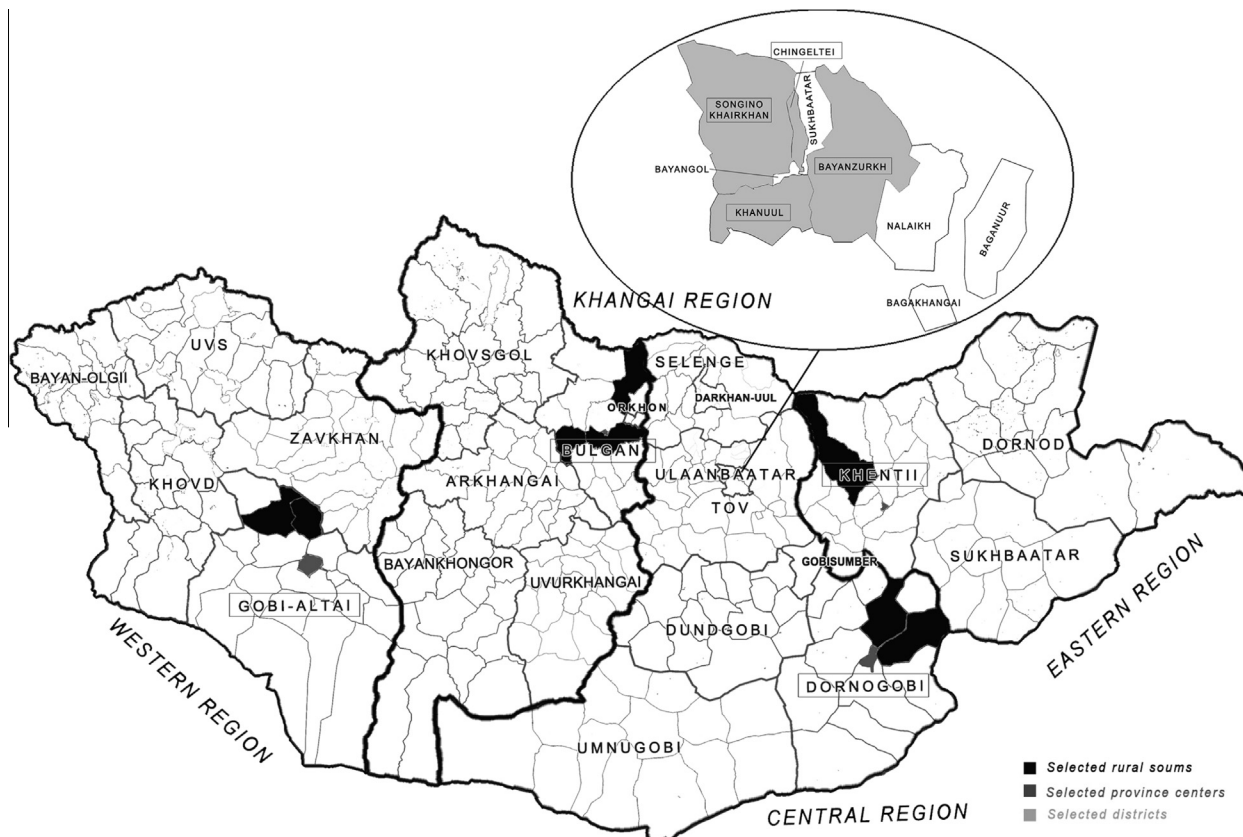 CHINGELTEI
SONGINO
KHAIRKHAN
SUKHBAATAR
BAYANGOL
BAYANZURKH
KHANUUL
NALAIKH
BAGANUUR
BAGAKHANGAI
KHANGAI REGION
UVS
BAYAN-OLGII
KHOVSGOL
SELENGE
DARKHAN-UUL
ORKHON
ZAVKHAN
BULGAN
DORNOD
KHOVD
ARKHANGAI
ULAANBAATAR
KHENTII
TOV
SUKHBAATAR
GOBISUMBER
BAYANKHONGOR
UVURKHANGAI
GOBI-ALTAI
DUNDGOBI
DORNOGOBI
WESTERN REGION
EASTERN REGION
UMNUGOBI
CENTRAL REGION
Selected rural soums
Selected province centers
Selected districts